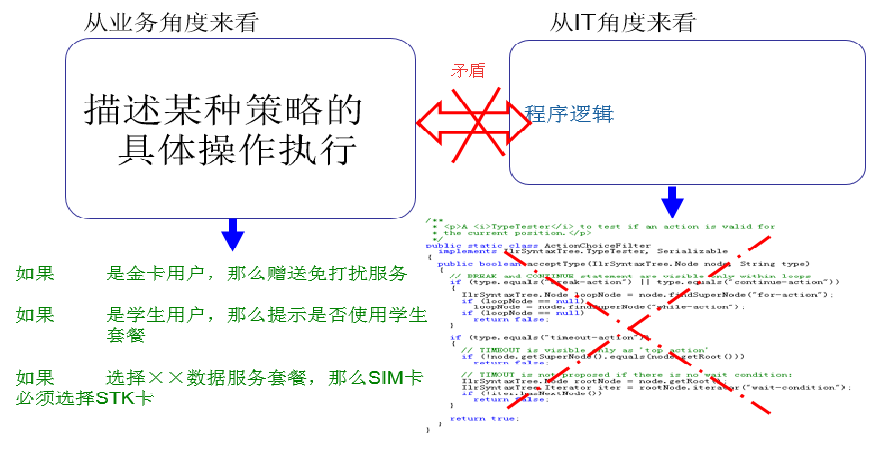 从业务角度来看
从IT角度来看
描述某种策略的
具体操作执行
矛盾
程序逻辑
如果 是金卡用户，那么赠送免打扰服务
如果 是学生用户，那么提示是否使用学生
套餐
如果 选择××数据服务套餐，那么SIM卡
必须选择STK卡
/**
* <p>A <i>TypeTester</i> to test if an action is valid for
* the current position.</p>
*/
public static class ActionChoiceFilter
implements IlrSyntaxTree.TypeTester, Serializable
{
public boolean acceptType(IlrSyntaxTree.Node node, String type)
{
// BREAK and CONTINUE statement are visible only within loops
if (type.equals("break-action") || type.equals("continue-action"))
{
IlrSyntaxTree.Node loopNode = node.findSuperNode("for-action");
if (loopNode == null)
loopNode = node.findSuperNode("while-action");
if (loopNode == null)
return false;
}
if (type.equals("timeout-action"))
{
// TIMEOUT is visible only as 'top action'
if (!node.getSuperNode().equals(node.getRoot()))
return false;
// TIMOUT is not proposed if there is no wait condition;
IlrSyntaxTree.Node rootNode = node.getRoot();
IlrSyntaxTree.Iterator iter = rootNode.iterator("wait-condition");
if (!iter.hasNextNode())
return false;
}
return true;
}